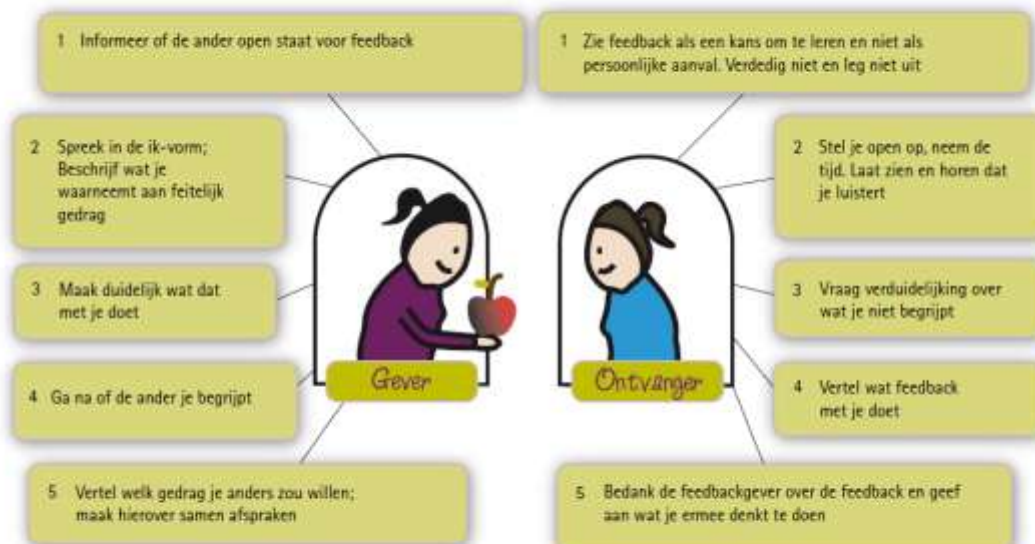 1 Informeer of de ander open staat voor feedback
2 Spreek in de ik-vorm;
Beschrijf wat je
waarneemt aan feitelijk
gedrag
3 Maak duidelijk wat dat
met je doet
4 Ga na of de ander je begrijpt
5 Vertel welk gedrag je anders zou willen;
maak hierover samen afspraken
Gever
1 Zie feedback als een kans om te leren en niet als
persoonlijke aanval. Verdedig niet en leg niet uit
2 Stel je open op, neem de
tijd. Laat zien en horen dat
je luistert
3 Vraag verduidelijking over
wat je niet begrijpt
4 Vertel wat feedback
met je doet
5 Bedank de feedbackgever over de feedback en geef
aan wat je ermee denkt te doen
Ontvanger